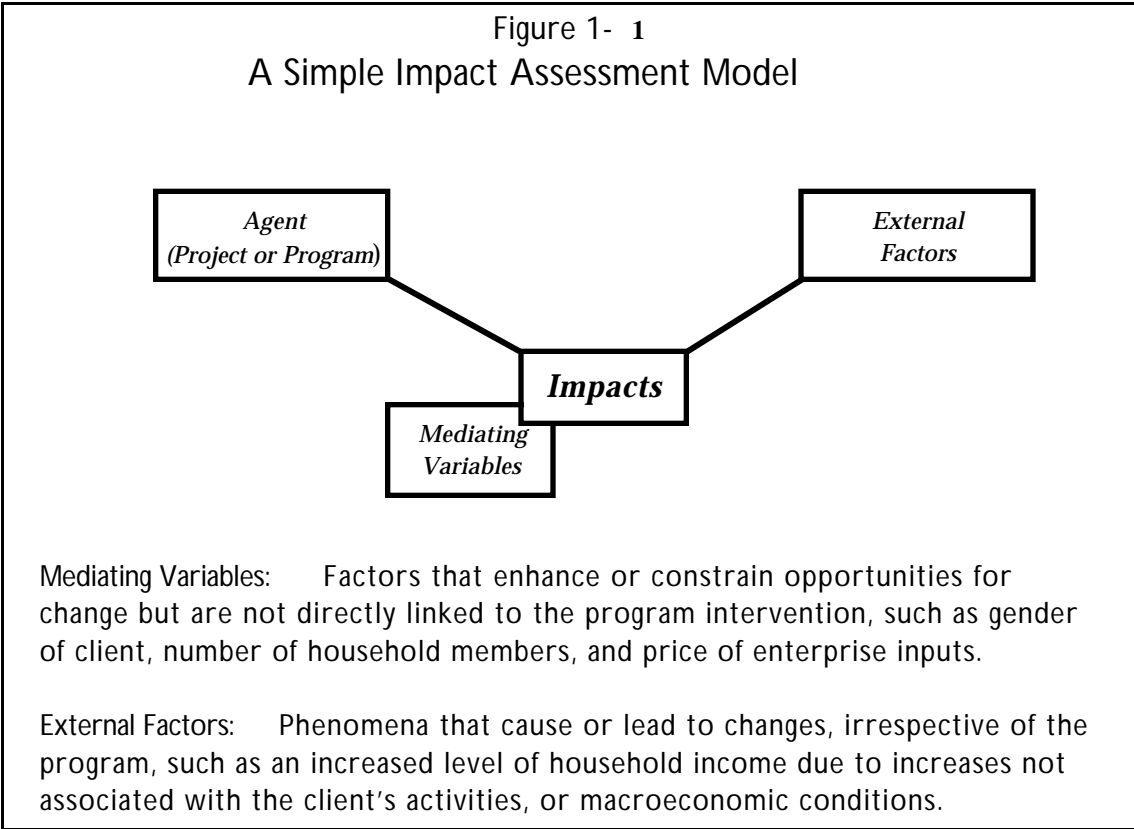 Figure 1- 1
A Simple Impact Assessment Model
Agent
(Project or Program)
External
Factors
Impacts
Mediating
Variables
Mediating Variables: Factors that enhance or constrain opportunities for
change but are not directly linked to the program intervention, such as gender
of client, number of household members, and price of enterprise inputs.
External Factors: Phenomena that cause or lead to changes, irrespective of the
program, such as an increased level of household income due to increases not
associated with the client's activities, or macroeconomic conditions.